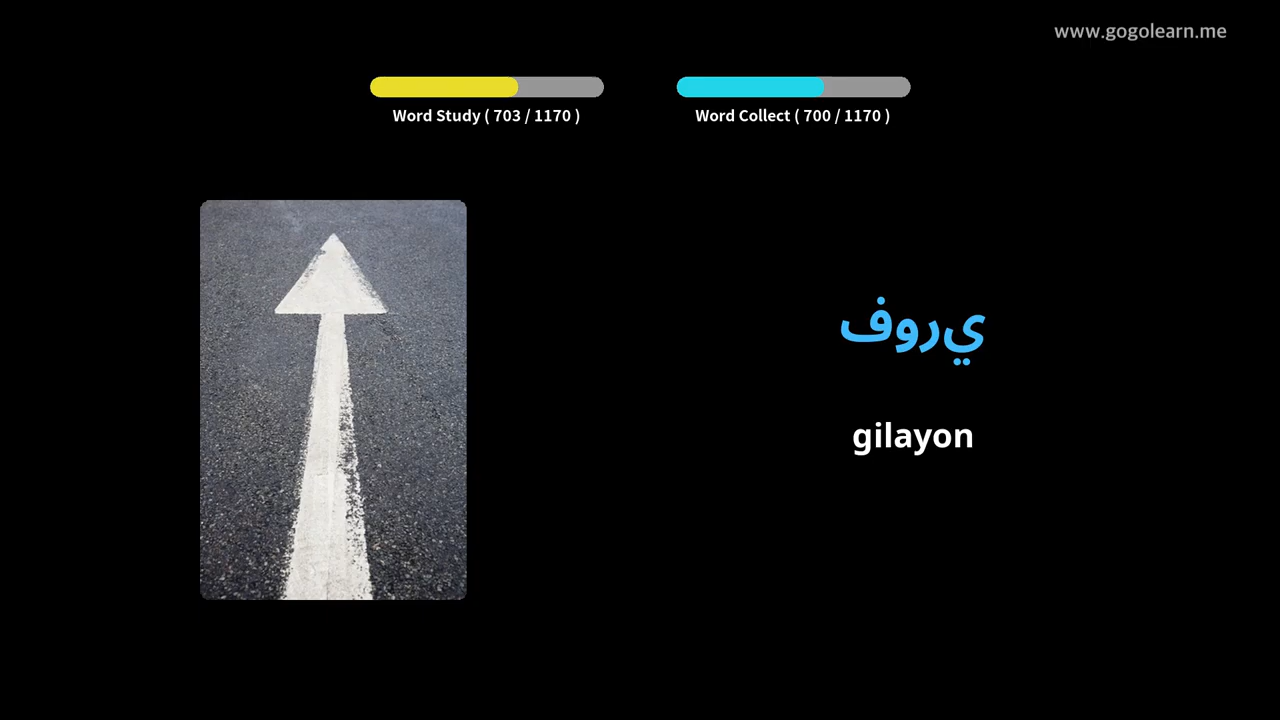 www.gogolearn.me
Word Study ( 703 / 1170 )
Word Collect ( 700 / 1170 )
يروف
gilayon